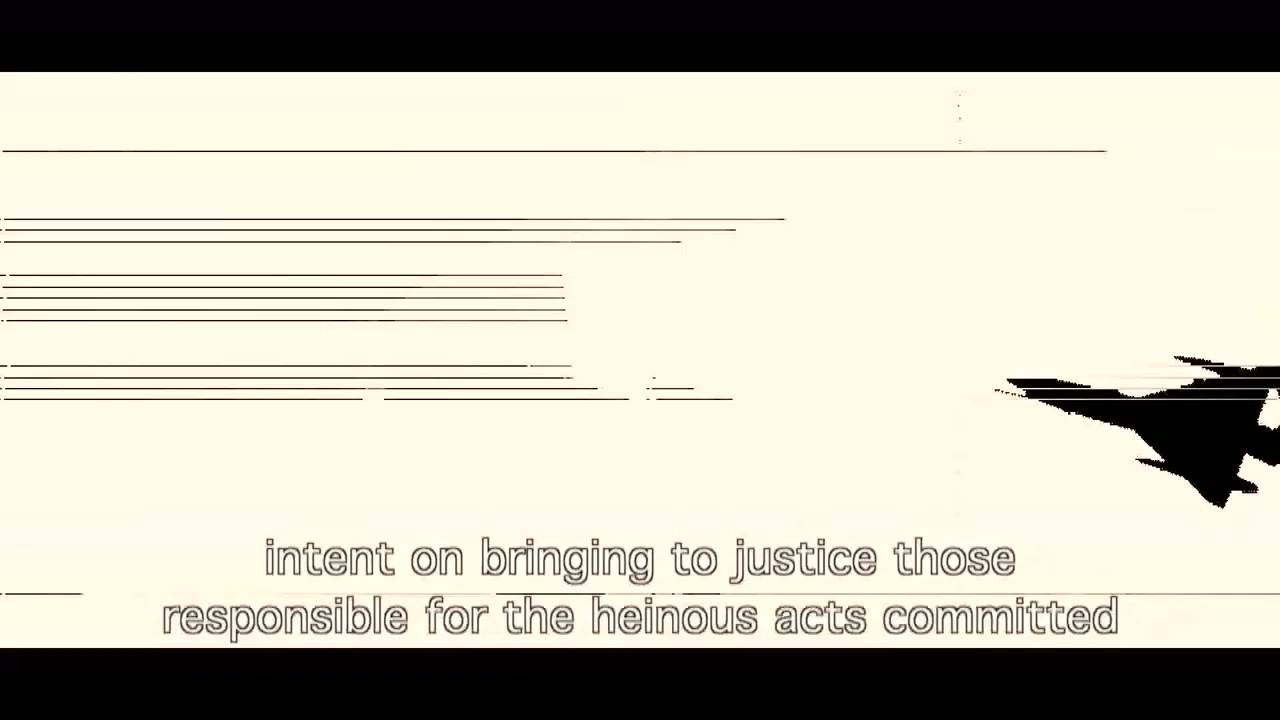 intent on bringing to justice those
responsible for the heinous acts committed